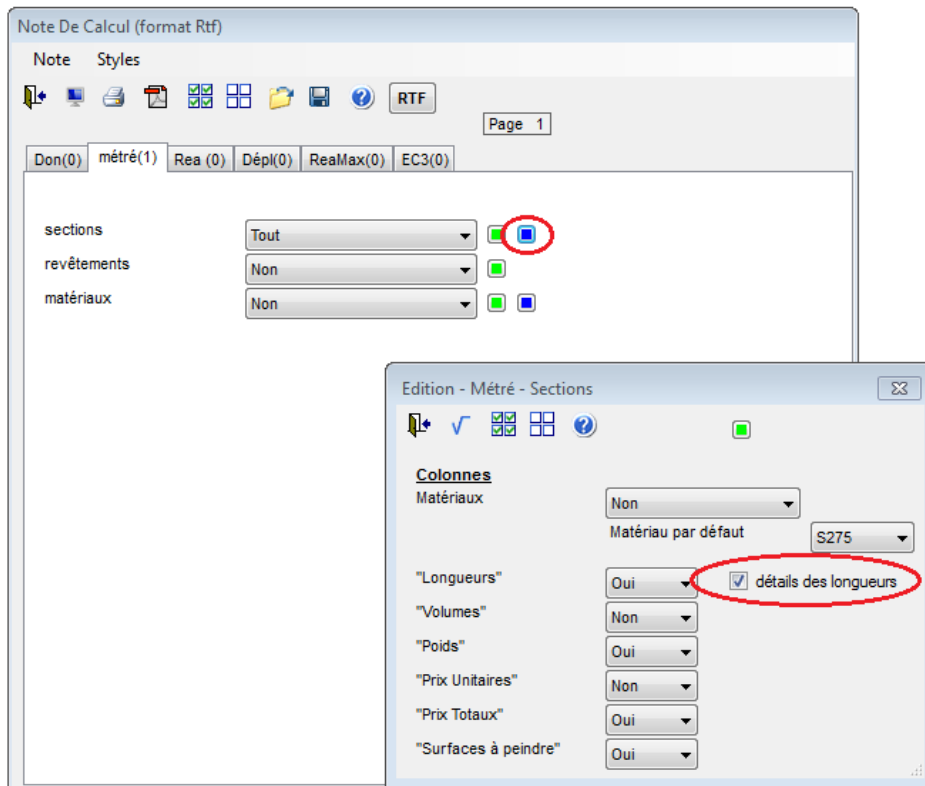 Note De Calcul (format Rtf)
Note Styles
RTF
Page 1
Don(0) métré(1) Rea (0) Dépl(0) ReaMax(0) EC3(0)
sections Tout
revêtements Non
matériaux Non
Edition - Métré - Sections
Colonnes
Matériaux Non
Matériau par défaut S275
"Longueurs" Oui détails des longueurs
"Volumes" Non
"Poids" Oui
"Prix Unitaires" Non
"Prix Totaux" Oui
"Surfaces à peindre" Oui